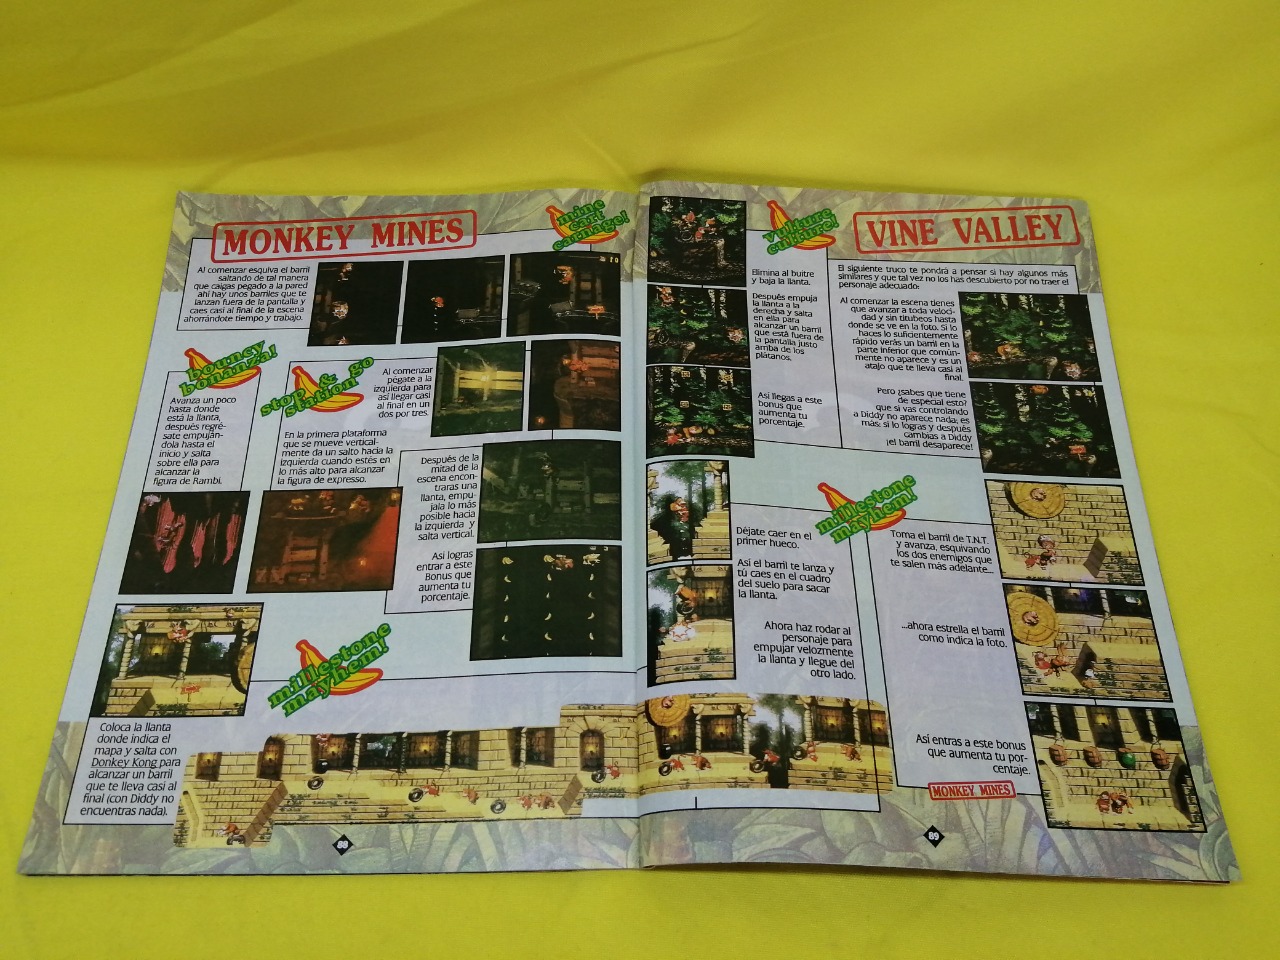 MONKEY MINES
mine
cart
carnage!
Al comenzar esquiva el barril
saltando de tal manera
que caigas pegado a la pared
ahí hay unos barriles que te
lanzan fuera de la pantalla y
caes casi al final de la escena
ahorrándote tiempo y trabajo.
bouncy
bonanza!
Avanza un poco
hasta donde
está la llanta,
después regré-
sate empuján-
dola hasta el
inicio y salta
sobre ella para
alcanzar la
figura de Rambi.
stop & go
station!
Al comenzar
pégate a la
izquierda para
así llegar casi
al final en un
dos por tres.
En la primera plataforma
que se mueve vertical-
mente da un salto hacia la
izquierda cuando estés en
lo más alto para alcanzar
la figura de expresso.
Después de la
mitad de la
escena encon-
traras una
llanta, empu-
jala lo más
posible hacia
la izquierda y
salta vertical.
Así logras
entrar a este
Bonus que
aumenta tu
porcentaje.
millstone
mayhem!
Coloca la llanta
donde indica el
mapa y salta con
Donkey Kong para
alcanzar un barril
que te lleva casi al
final (con Diddy no
encuentras nada).
88
vulture
culture!
VINE VALLEY
Elimina al buitre
y baja la llanta.
Después empuja
la llanta a la
derecha y salta
en ella para
alcanzar un barril
que está fuera de
la pantalla justo
arriba de los
plátanos.
Así llegas a este
bonus que
aumenta tu
porcentaje.
El siguiente truco te pondrá a pensar si hay algunos más
similares y que tal vez no los has descubierto por no traer el
personaje adecuado:
Al comenzar la escena tienes
que avanzar a toda veloci-
dad y sin titubeos hasta
donde se ve en la foto. Si lo
haces lo suficientemente
rápido verás un barril en la
parte inferior que común-
mente no aparece y es un
atajo que te lleva casi al
final.
Pero ¿sabes que tiene
de especial esto?
que si vas controlando
a Diddy no aparece nada, es
más: si lo logras y después
cambias a Diddy
¡el barril desaparece!
millstone
mayhem!
Déjate caer en el
primer hueco.
Así el barril te lanza y
tú caes en el cuadro
del suelo para sacar
la llanta.
Ahora haz rodar al
personaje para
empujar velozmente
la llanta y llegue del
otro lado.
Toma el barril de T.N.T.
y avanza, esquivando
los dos enemigos que
te salen más adelante...
...ahora estrella el barril
como indica la foto.
Así entras a este bonus
que aumenta tu por-
centaje.
MONKEY MINES
89